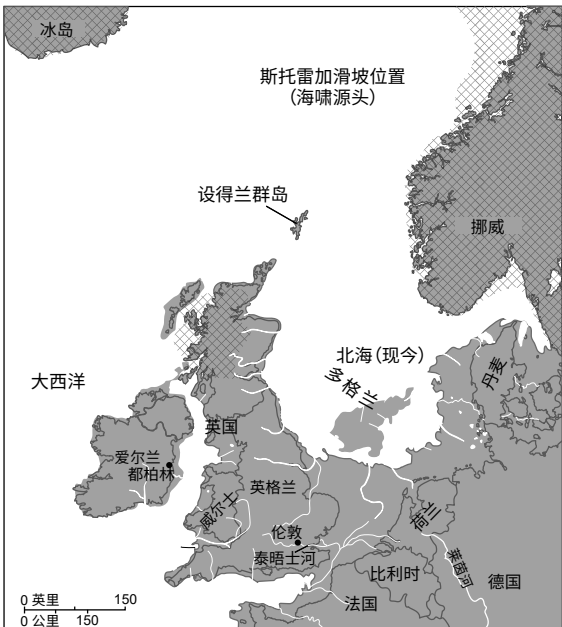 冰岛
斯托雷加滑坡位置
(海啸源头)
设得兰群岛
挪威
北海(现今)
多格兰
丹麦
大西洋
英国
爱尔兰
都柏林
英格兰
威尔士
荷兰
伦敦
泰晤士河
莱茵河
比利时
德国
法国
0 英里 150
0 公里 150